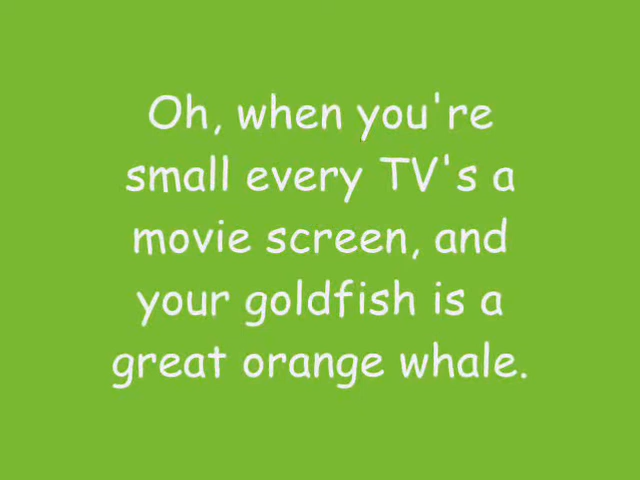 Oh, when you're
small every TV's a
movie screen, and
your goldfish is a
great orange whale.